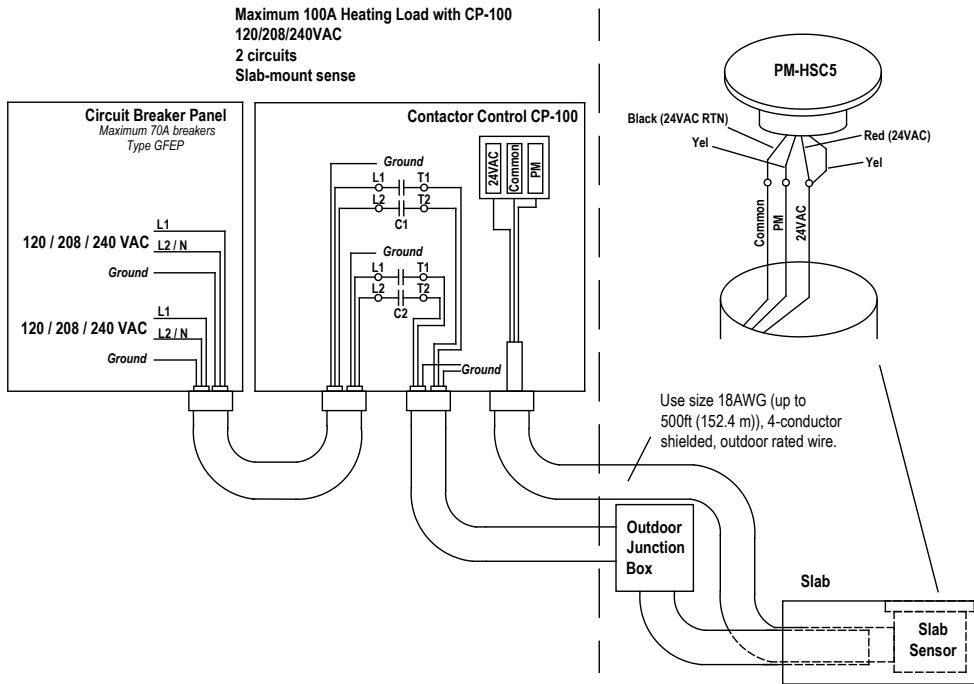 Maximum 100A Heating Load with CP-100
120/208/240VAC
2 circuits
Slab-mount sense
Circuit Breaker Panel
Maximum 70A breakers
Type GFEP
L1
120 / 208 / 240 VAC
L2 / N
Ground
L1
120 / 208 / 240 VAC
L2 / N
Ground
Contactor Control CP-100
24VAC
Common
PM
Ground
L1
T1
L2
T2
C1
Ground
L1
T1
L2
T2
C2
Ground
PM-HSC5
Black (24VAC RTN)
Yel
Red (24VAC)
Yel
Common
PM
24VAC
Use size 18AWG (up to
500ft (152.4 m)), 4-conductor
shielded, outdoor rated wire.
Outdoor
Junction
Box
Slab
Slab
Sensor